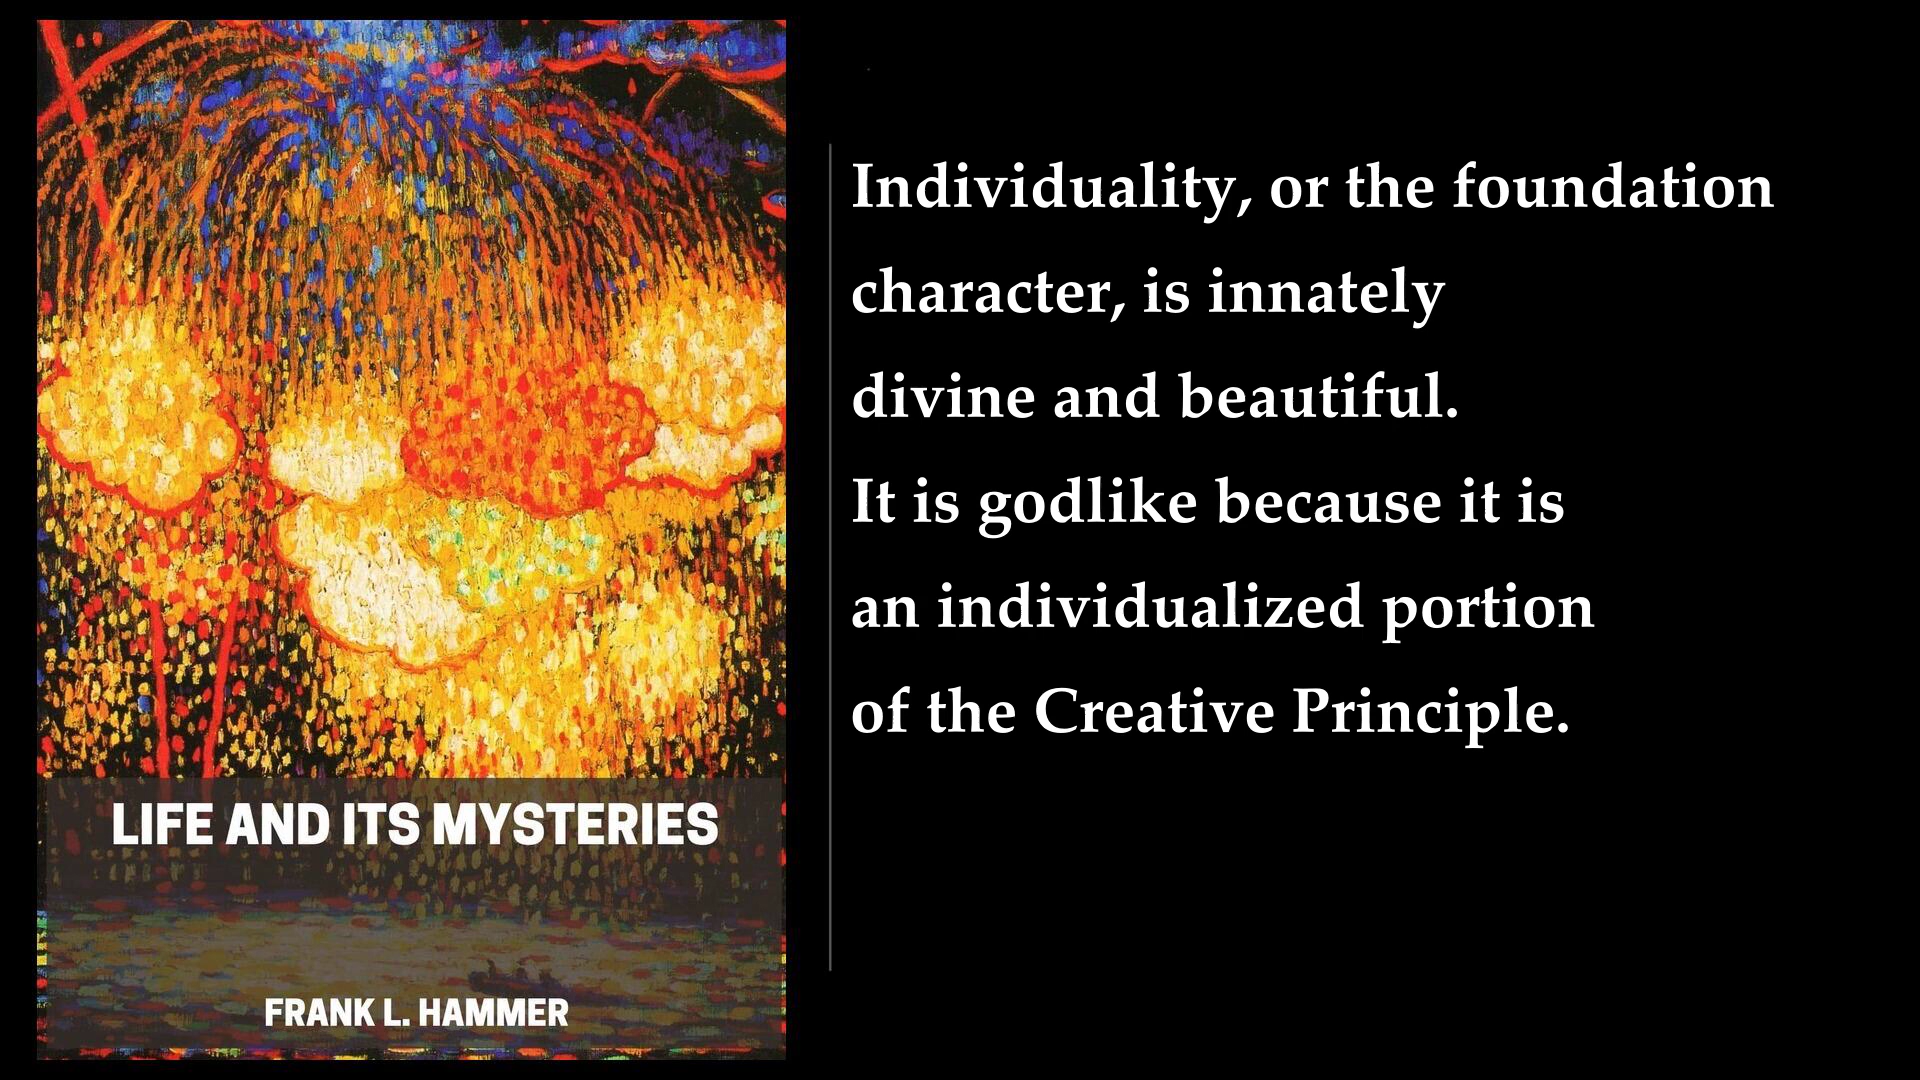 LIFE AND ITS MYSTERIES
FRANK L. HAMMER
Individuality, or the foundation
character, is innately
divine and beautiful.
It is godlike because it is
an individualized portion
of the Creative Principle.